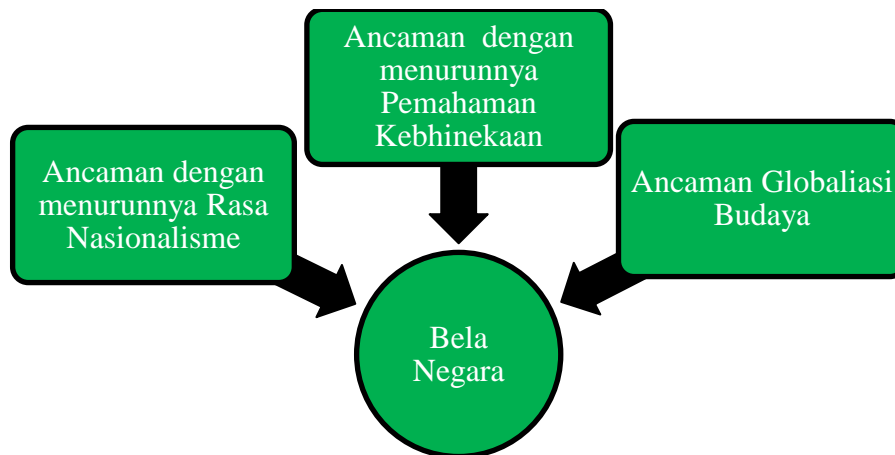 Ancaman dengan
menurunnya
Pemahaman
Kebhinekaan
Ancaman dengan
menurunnya Rasa
Nasionalisme
Ancaman Globaliasi
Budaya
Bela
Negara